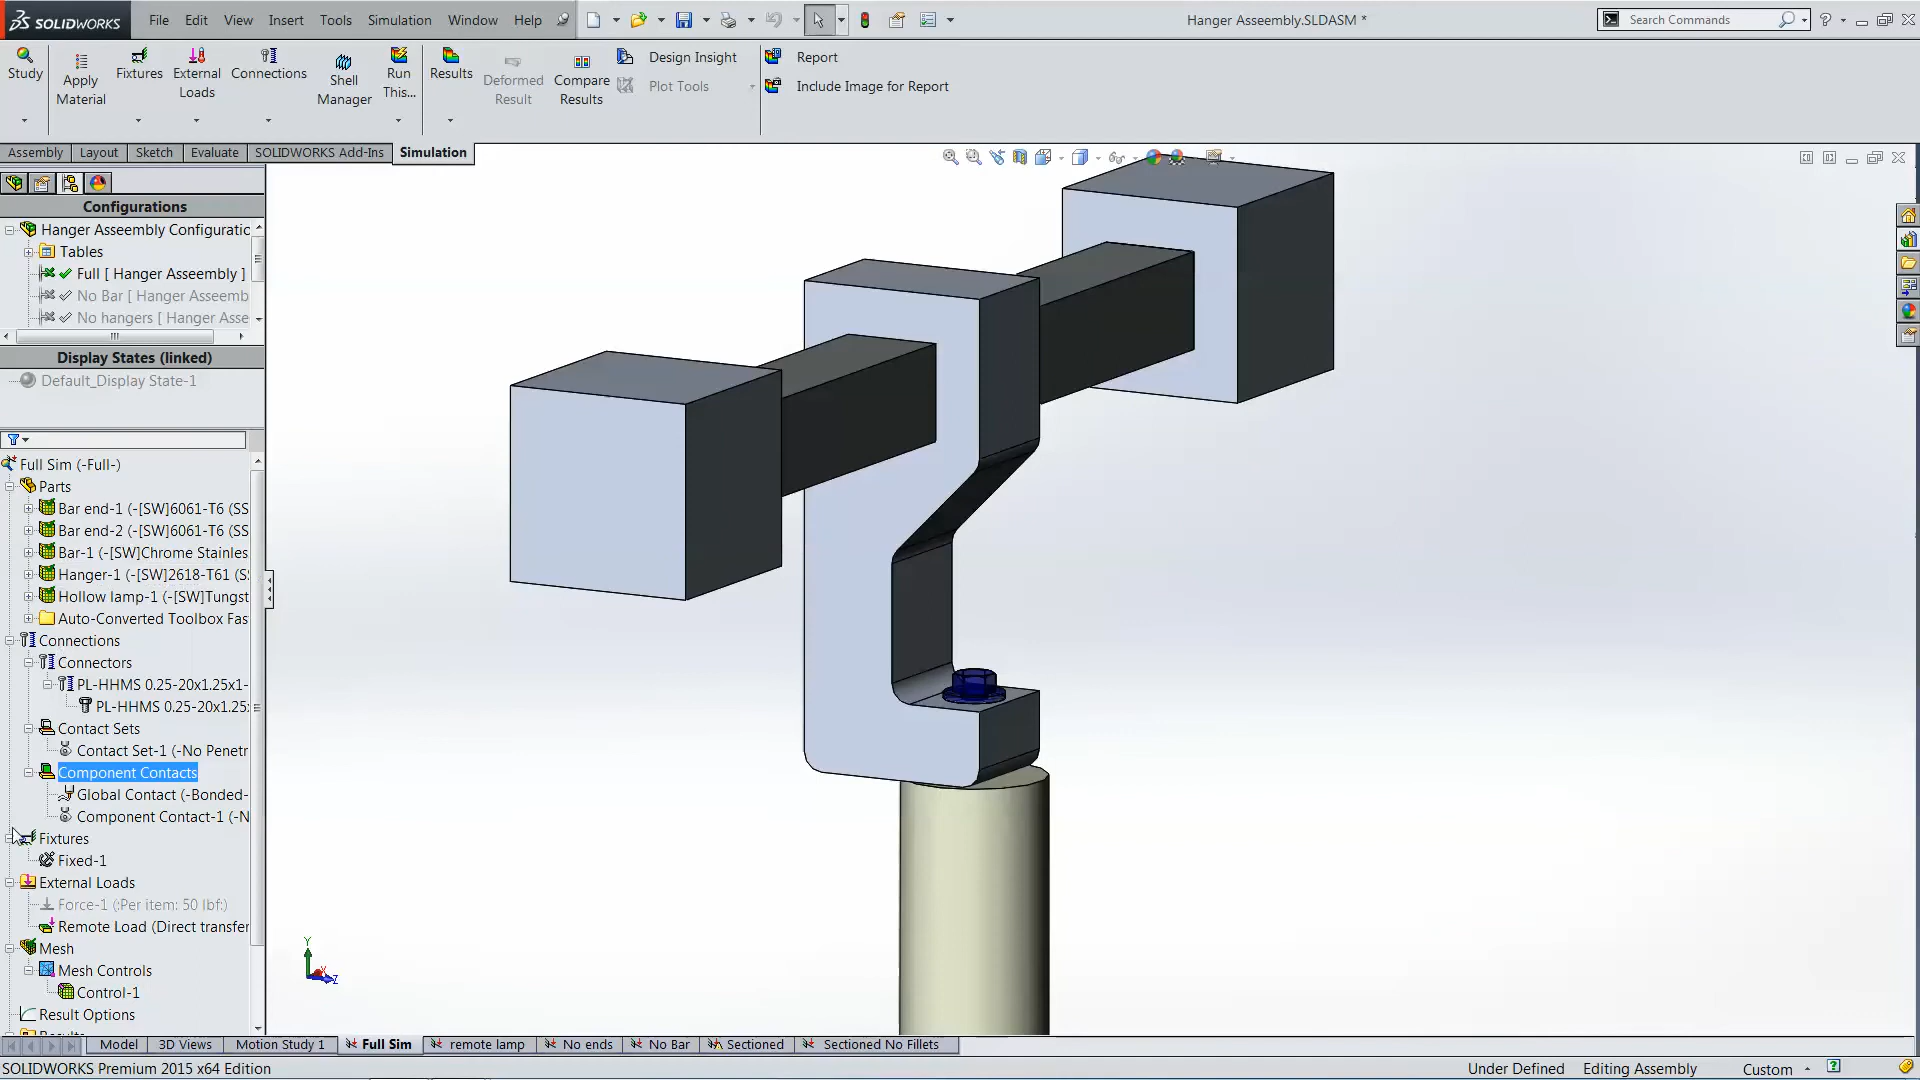 SOLIDWORKS File Edit View Insert Tools Simulation Window Help Hanger Asseembly.SLDASM * Search Commands
Study Apply Material Fixtures External Loads Connections Shell Manager Run This... Results Deformed Result Compare Results Design Insight Plot Tools Report Include Image for Report
Assembly Layout Sketch Evaluate SOLIDWORKS Add-Ins Simulation
Configurations
Hanger Asseembly Configuratic
Tables
Full [ Hanger Asseembly ]
No Bar [ Hanger Asseemb
No hangers [ Hanger Asse
Display States (linked)
Default_Display State-1
Full Sim (-Full-)
Parts
Bar end-1 (-[SW]6061-T6 (SS
Bar end-2 (-[SW]6061-T6 (SS
Bar-1 (-[SW]Chrome Stainles
Hanger-1 (-[SW]2618-T61 (S
Hollow lamp-1 (-[SW]Tungst
Auto-Converted Toolbox Fas
Connections
Connectors
PL-HHMS 0.25-20x1.25x1-
PL-HHMS 0.25-20x1.25x
Contact Sets
Contact Set-1 (-No Penetr
Component Contacts
Global Contact (-Bonded-
Component Contact-1 (-N
Fixtures
Fixed-1
External Loads
Force-1 (:Per item: 50 lbf:)
Remote Load (Direct transfer
Mesh
Mesh Controls
Control-1
Result Options
Y
X
Z
Model 3D Views Motion Study 1 Full Sim remote lamp No ends No Bar Sectioned Sectioned No Fillets
SOLIDWORKS Premium 2015 x64 Edition Under Defined Editing Assembly Custom